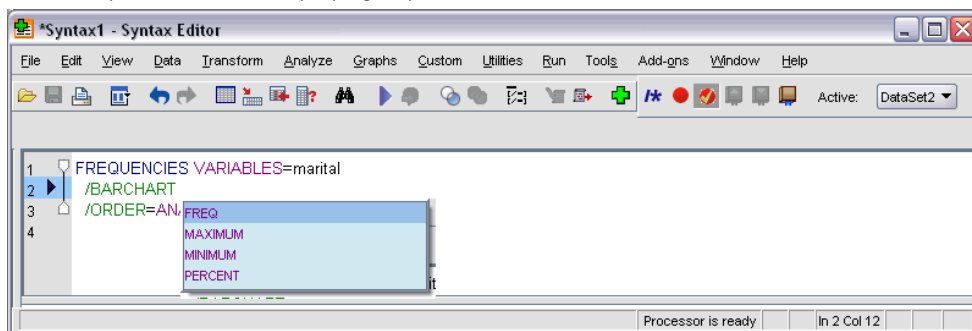 *Syntax1 - Syntax Editor
File Edit View Data Transform Analyze Graphs Custom Utilities Run Tools Add-ons Window Help
Active: DataSet2
1 FREQUENCIES VARIABLES=marital
2 /BARCHART
3 /ORDER=AN
4
FREQ
MAXIMUM
MINIMUM
PERCENT
it
Processor is ready In 2 Col 12